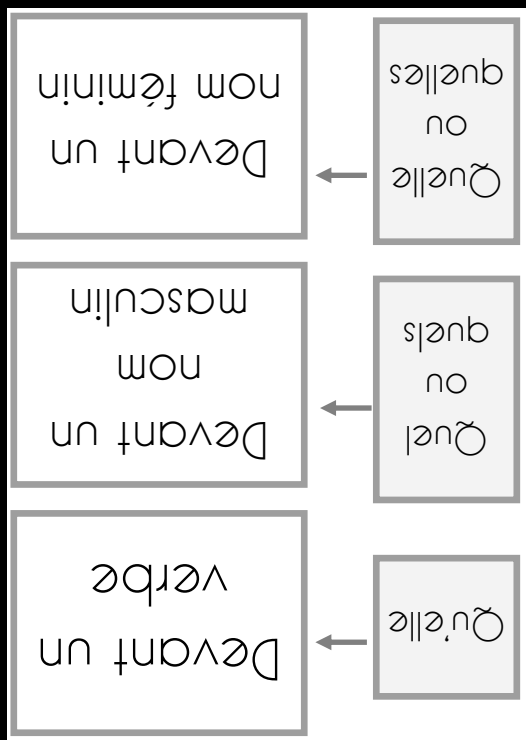 Qu'elle
Devant un
verbe
Quel
ou
quels
Devant un
nom
masculin
Quelle
ou
quelles
Devant un
nom féminin